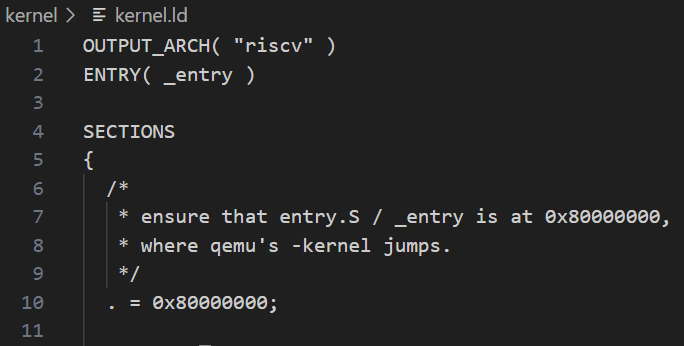 kernel > kernel.ld
1 OUTPUT_ARCH( "riscv" )
2 ENTRY( _entry )
3
4 SECTIONS
5 {
6 /*
7 * ensure that entry.S / _entry is at 0x80000000,
8 * where qemu's -kernel jumps.
9 */
10 . = 0x80000000;
11